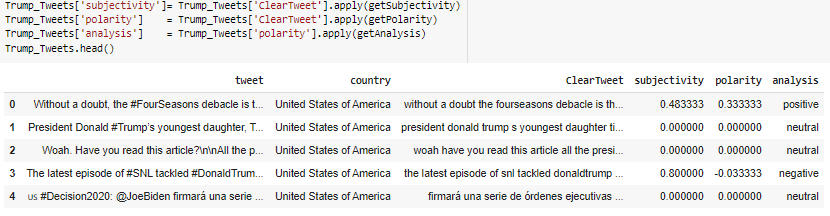 Trump_Tweets['subjectivity']= Trump_Tweets['ClearTweet'].apply(getSubjectivity)
Trump_Tweets['polarity']    = Trump_Tweets['ClearTweet'].apply(getPolarity)
Trump_Tweets['analysis']    = Trump_Tweets['polarity'].apply(getAnalysis)
Trump_Tweets.head()
tweet country ClearTweet subjectivity polarity analysis
0 Without a doubt, the #FourSeasons debacle is t... United States of America without a doubt the fourseasons debacle is th... 0.483333 0.333333 positive
1 President Donald #Trump's youngest daughter, T... United States of America president donald trump s youngest daughter ti... 0.000000 0.000000 neutral
2 Woah. Have you read this article?\n\nAll the p... United States of America woah have you read this article all the presi... 0.000000 0.000000 neutral
3 The latest episode of #SNL tackled #DonaldTrum... United States of America the latest episode of snl tackled donaldtrump ... 0.800000 -0.033333 negative
4 us #Decision2020: @JoeBiden firmará una serie ... United States of America firmará una serie de órdenes ejecutivas ... 0.000000 0.000000 neutral